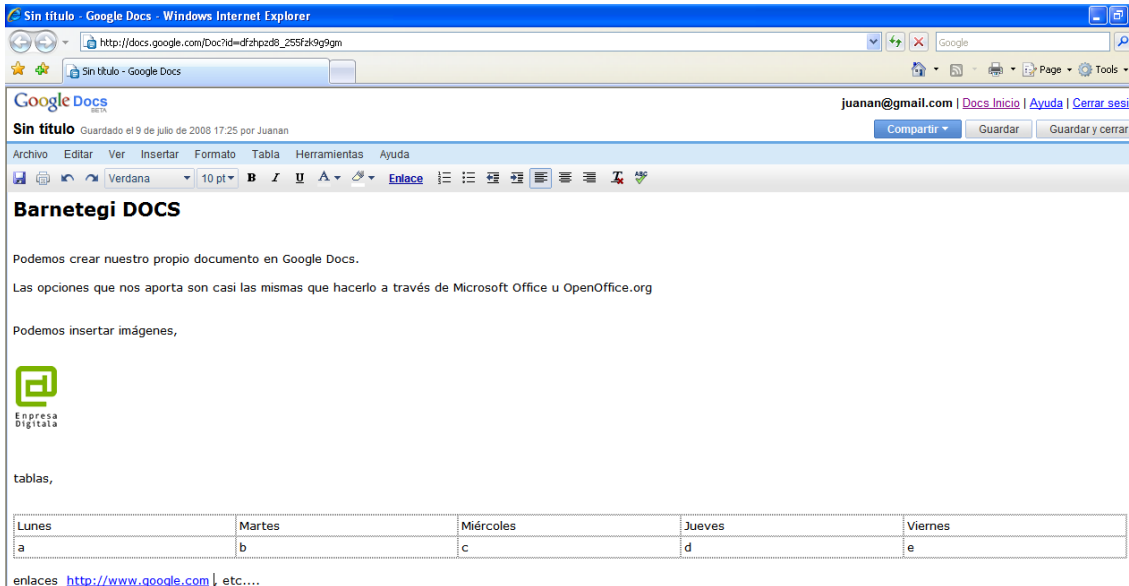 Sin título - Google Docs - Windows Internet Explorer
http://docs.google.com/Doc?id=dfzhpzd8_255fzk9g9gm Google
Sin título - Google Docs Page Tools
Google Docs BETA juanan@gmail.com | Docs Inicio | Ayuda | Cerrar sesi
Sin título Guardado el 9 de julio de 2008 17:25 por Juanan Compartir Guardar Guardar y cerrar
Archivo Editar Ver Insertar Formato Tabla Herramientas Ayuda
Verdana 10 pt B I U A Enlace ABC
Barnetegi DOCS
Podemos crear nuestro propio documento en Google Docs.
Las opciones que nos aporta son casi las mismas que hacerlo a través de Microsoft Office u OpenOffice.org
Podemos insertar imágenes,
Enpresa
Digitala
tablas,
Lunes Martes Miércoles Jueves Viernes
a b c d e
enlaces http://www.google.com , etc....